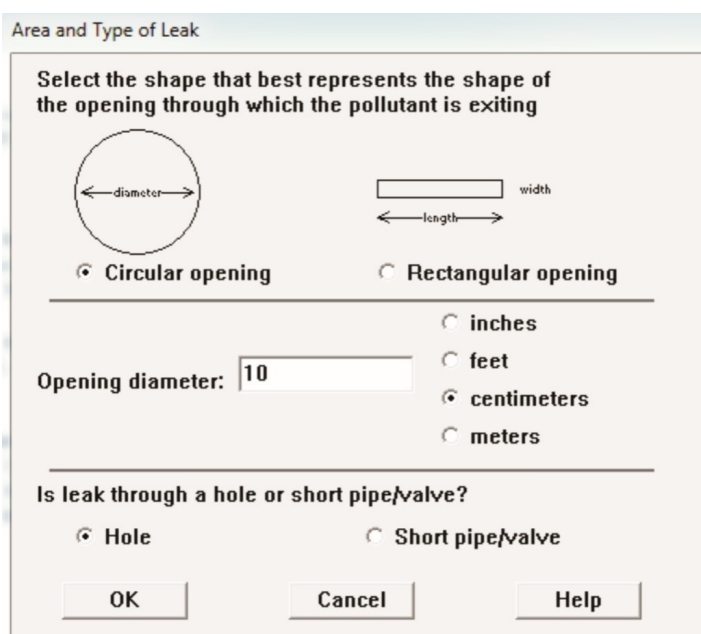 Area and Type of Leak
Select the shape that best represents the shape of
the opening through which the pollutant is exiting
diameter
width
length
Circular opening
Rectangular opening
inches
feet
Opening diameter: 10
centimeters
meters
Is leak through a hole or short pipe/valve?
Hole
Short pipe/valve
OK
Cancel
Help